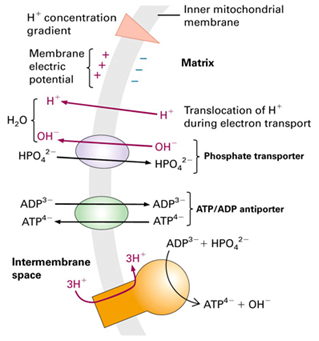 H⁺ concentration
gradient
Inner mitochondrial
membrane
Membrane
electric
potential
+
+
+
−
−
−
Matrix
H⁺
H⁺
Translocation of H⁺
during electron transport
H₂O
OH⁻
OH⁻
HPO₄²⁻
HPO₄²⁻
Phosphate transporter
ADP³⁻
ADP³⁻
ATP⁴⁻
ATP⁴⁻
ATP/ADP antiporter
ADP³⁻ + HPO₄²⁻
Intermembrane
space
3H⁺
3H⁺
ATP⁴⁻ + OH⁻